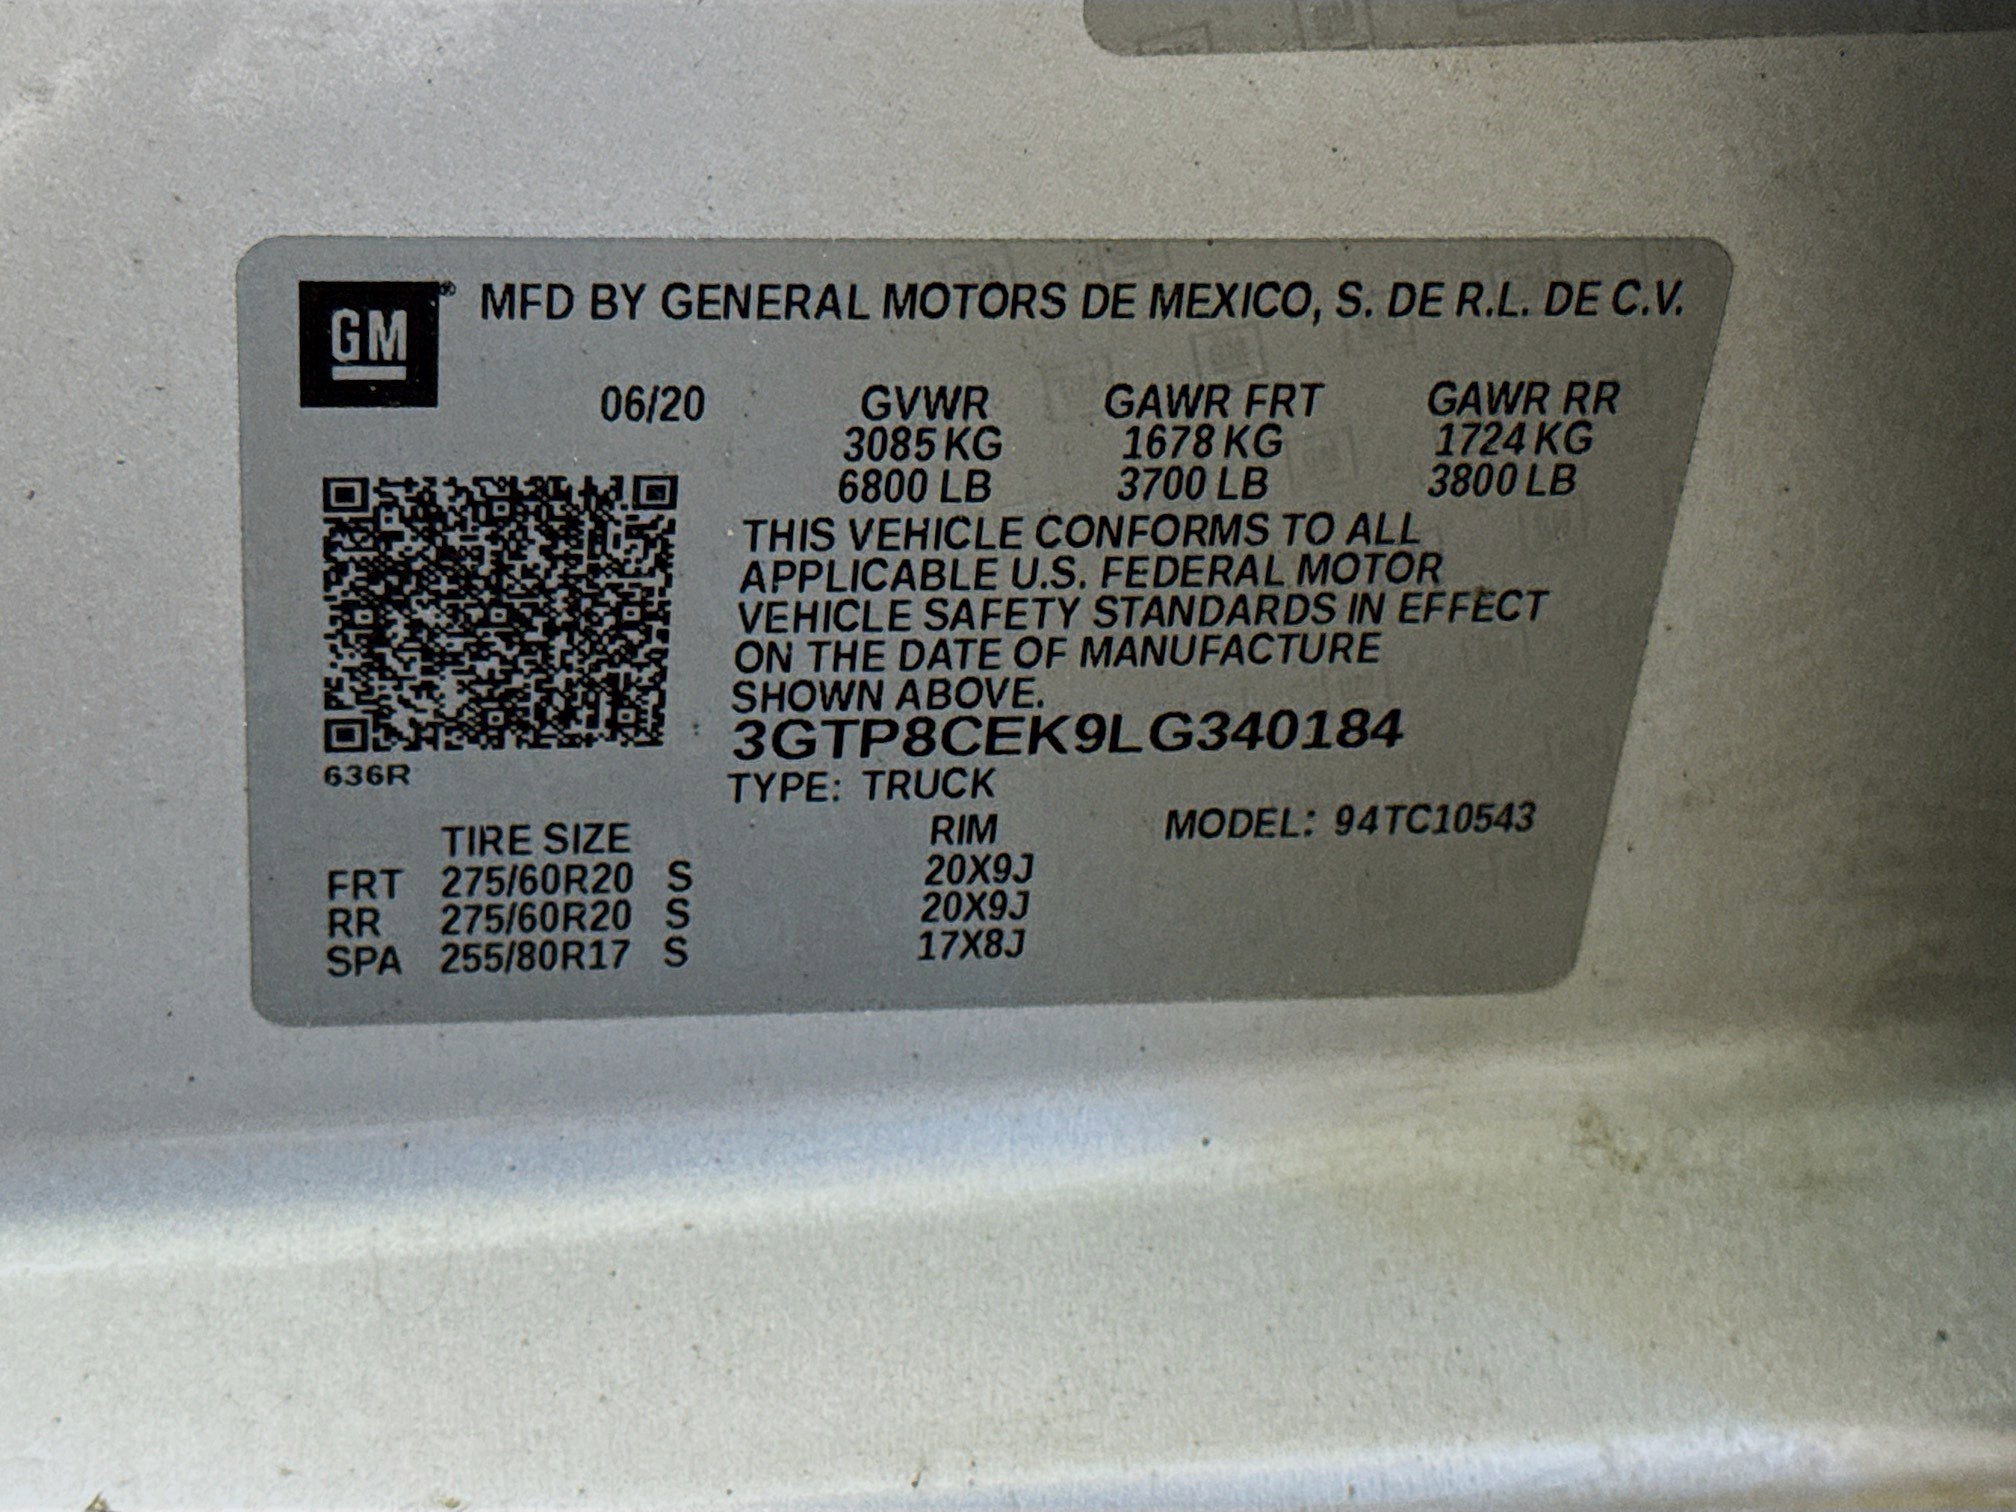 GM ® MFD BY GENERAL MOTORS DE MEXICO, S. DE R.L. DE C.V.
06/20 GVWR GAWR FRT GAWR RR
3085 KG 1678 KG 1724 KG
6800 LB 3700 LB 3800 LB
THIS VEHICLE CONFORMS TO ALL
APPLICABLE U.S. FEDERAL MOTOR
VEHICLE SAFETY STANDARDS IN EFFECT
ON THE DATE OF MANUFACTURE
SHOWN ABOVE.
3GTP8CEK9LG340184
636R
TYPE: TRUCK
TIRE SIZE RIM MODEL: 94TC10543
FRT 275/60R20 S 20X9J
RR 275/60R20 S 20X9J
SPA 255/80R17 S 17X8J